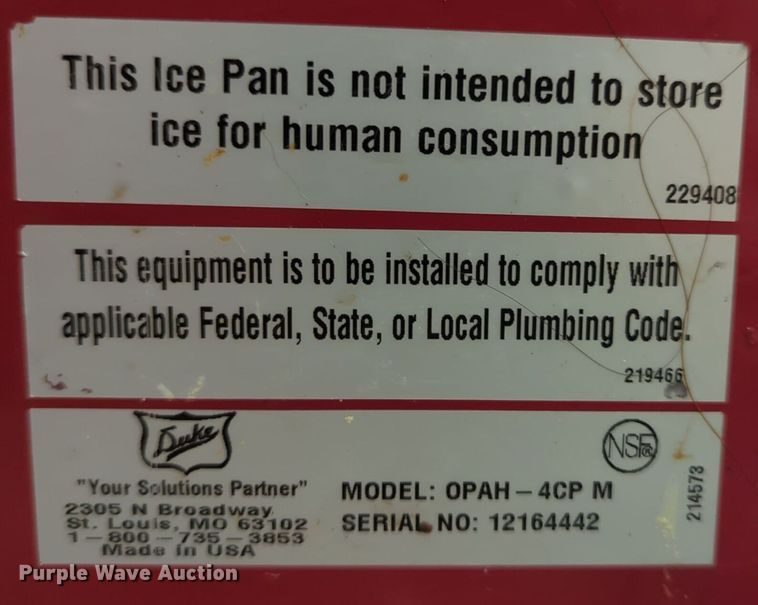 This Ice Pan is not intended to store
ice for human consumption
229408
This equipment is to be installed to comply with
applicable Federal, State, or Local Plumbing Code.
219466
Duke
NSF®
"Your Solutions Partner"
2305 N Broadway
St. Louis, MO 63102
1-800-735-3853
Made in USA
MODEL: OPAH-4CP M
SERIAL NO: 12164442
214573
Purple Wave Auction